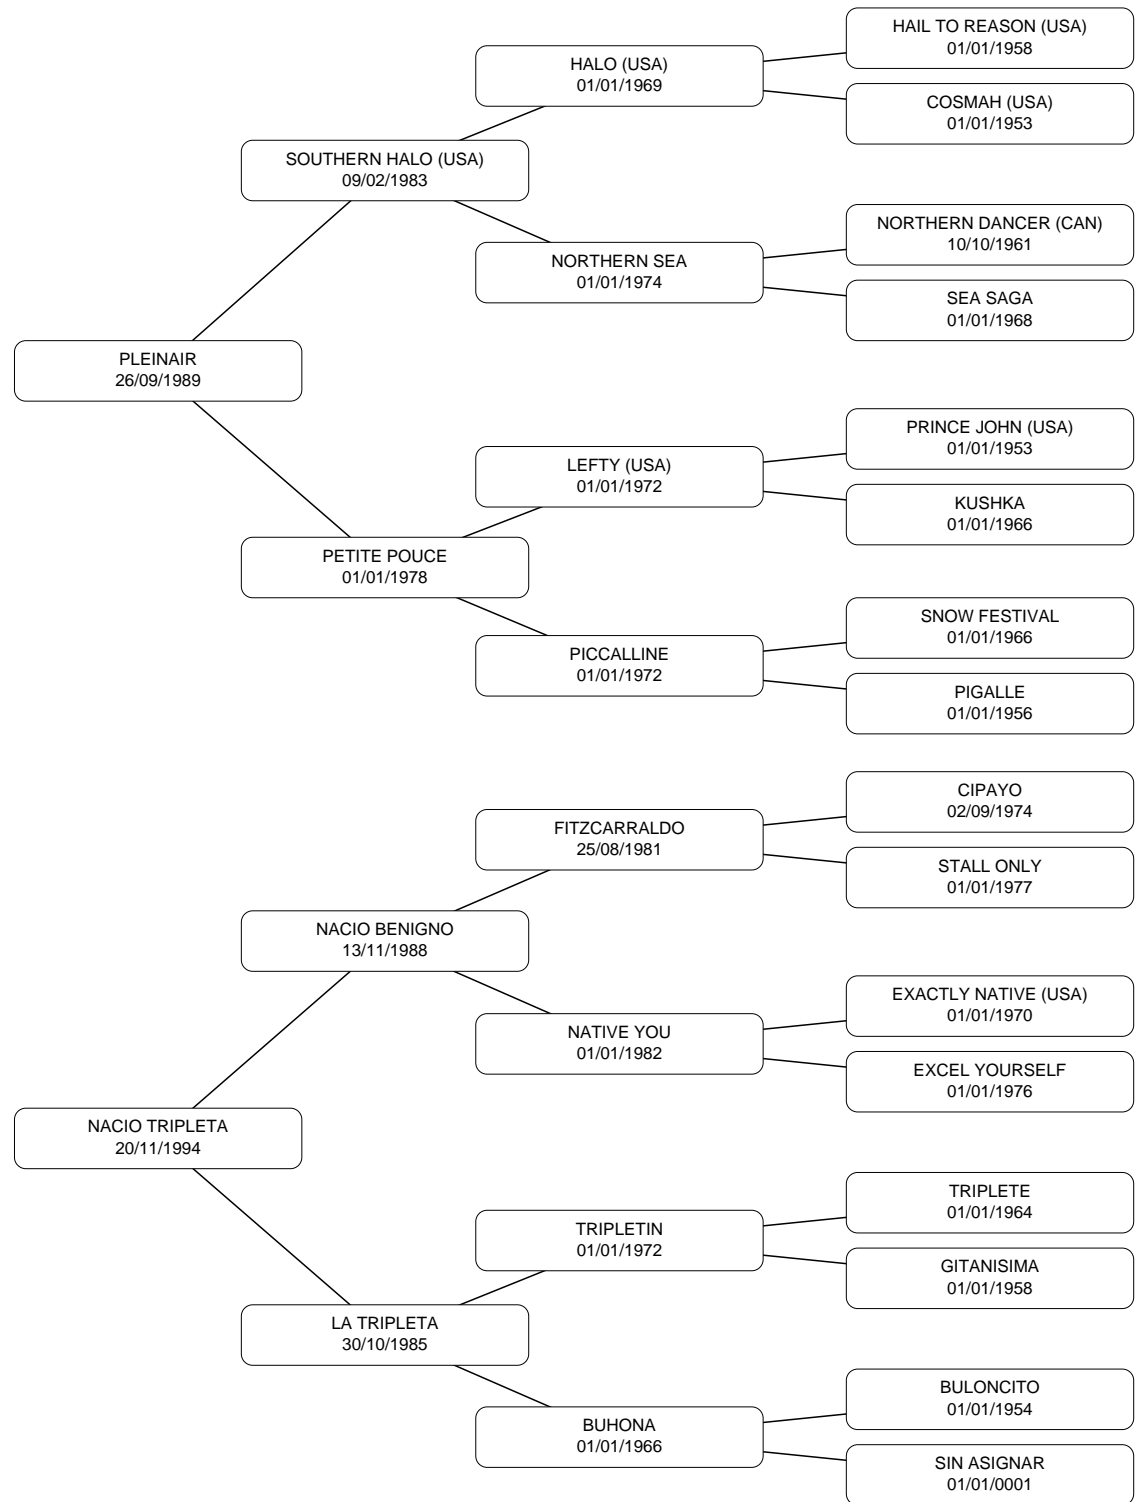 HAIL TO REASON (USA)
01/01/1958
HALO (USA)
01/01/1969
COSMAH (USA)
01/01/1953
SOUTHERN HALO (USA)
09/02/1983
NORTHERN DANCER (CAN)
10/10/1961
NORTHERN SEA
01/01/1974
SEA SAGA
01/01/1968
PLEINAIR
26/09/1989
PRINCE JOHN (USA)
01/01/1953
LEFTY (USA)
01/01/1972
KUSHKA
01/01/1966
PETITE POUCE
01/01/1978
SNOW FESTIVAL
01/01/1966
PICCALLINE
01/01/1972
PIGALLE
01/01/1956
CIPAYO
02/09/1974
FITZCARRALDO
25/08/1981
STALL ONLY
01/01/1977
NACIO BENIGNO
13/11/1988
EXACTLY NATIVE (USA)
01/01/1970
NATIVE YOU
01/01/1982
EXCEL YOURSELF
01/01/1976
NACIO TRIPLETA
20/11/1994
TRIPLETE
01/01/1964
TRIPLETIN
01/01/1972
GITANISIMA
01/01/1958
LA TRIPLETA
30/10/1985
BULONCITO
01/01/1954
BUHONA
01/01/1966
SIN ASIGNAR
01/01/0001